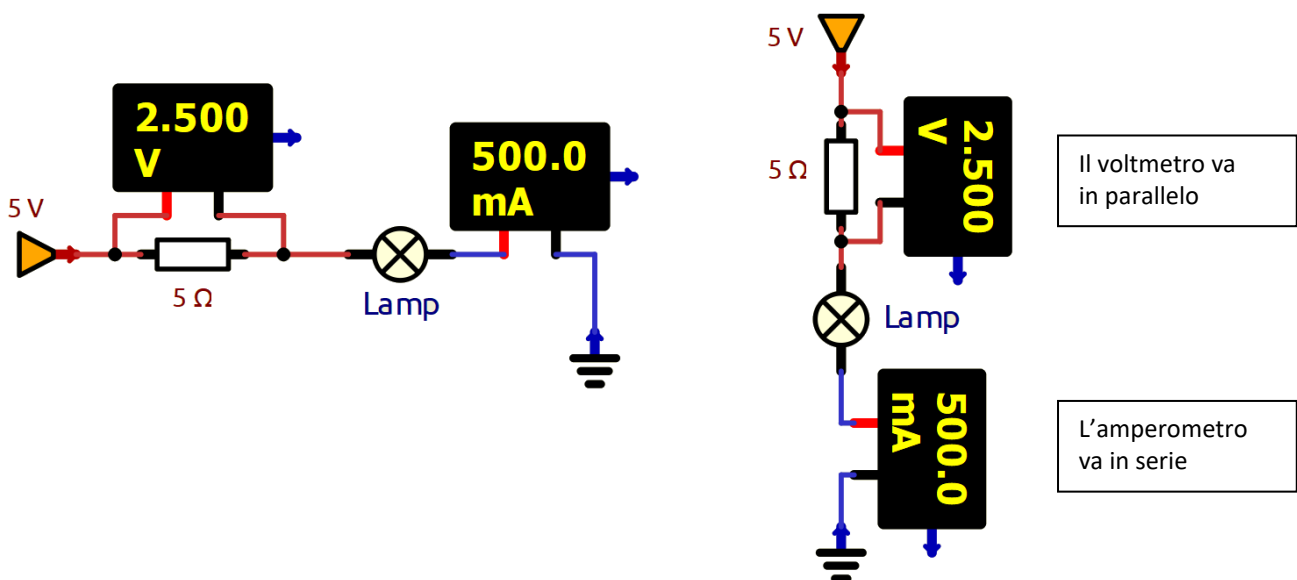 5 V
2.500
V
5 Ω
Lamp
500.0
mA
5 V
5 Ω
2.500
V
Lamp
500.0
mA
Il voltmetro va
in parallelo
L’amperometro
va in serie